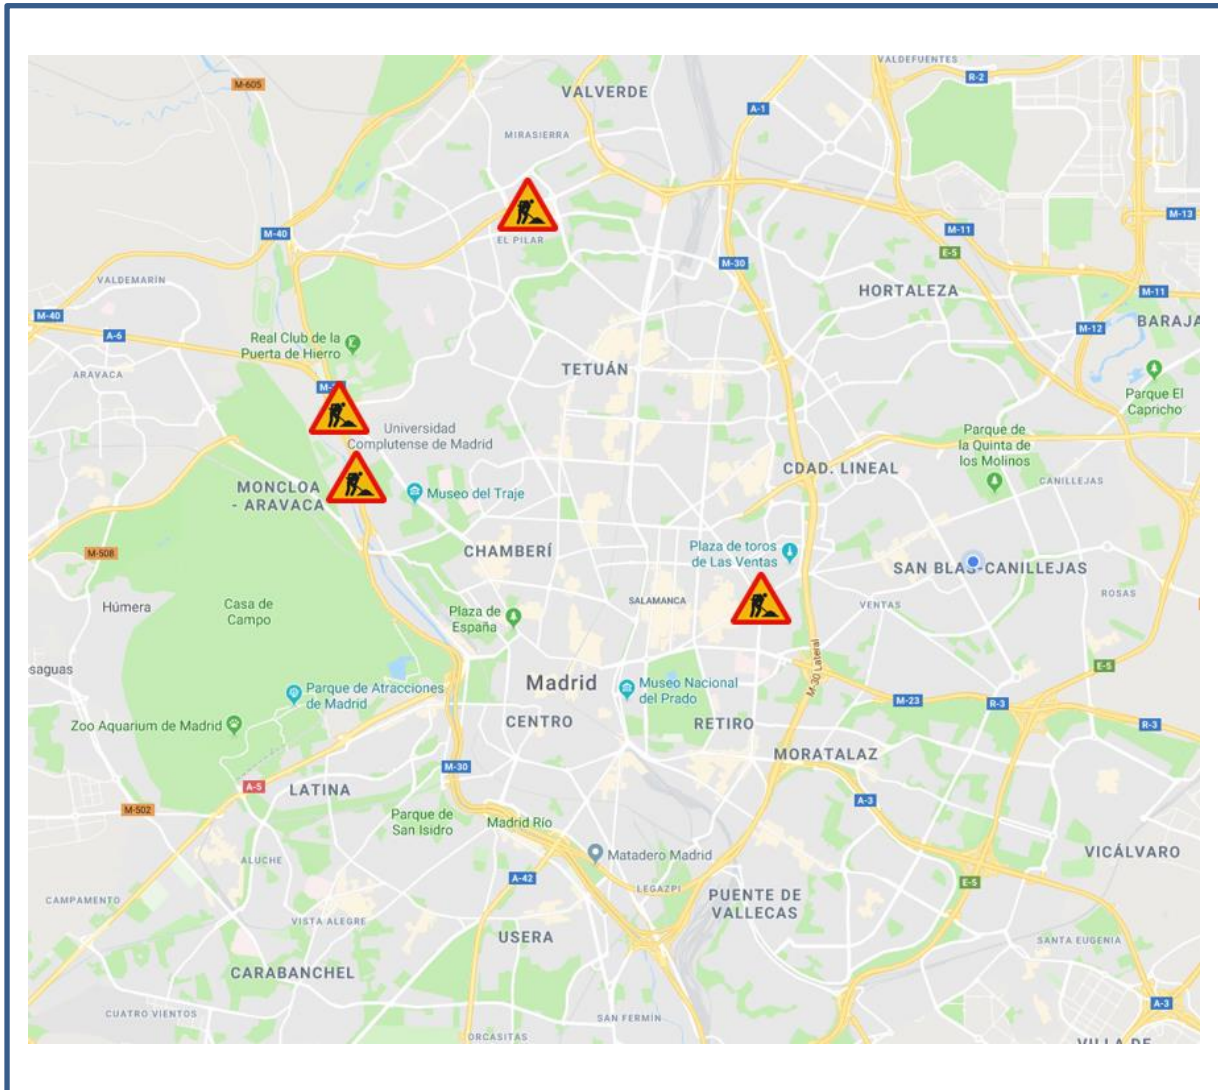 VALDEFUENTES
R-2
M-605
VALVERDE
A-1
MIRASIERRA
M-13
M-11
M-40
EL PILAR
E-5
M-30
VALDEMARÍN
HORTALEZA
M-11
M-40
M-12
BARAJA
A-6
Real Club de la
Puerta de Hierro
TETUÁN
ARAVACA
Parque El
Capricho
Universidad
Complutense de Madrid
Parque de
la Quinta de
los Molinos
CDAD. LINEAL
CANILLEJAS
MONCLOA
- ARAVACA
Museo del Traje
CHAMBERÍ
Plaza de toros
de Las Ventas
M-508
SAN BLAS-CANILLEJAS
ROSAS
Húmera
Casa de
Campo
SALAMANCA
VENTAS
Plaza de
España
saguas
E-5
M-30 Lateral
Madrid
Parque de Atracciones
de Madrid
Museo Nacional
del Prado
M-23
R-3
R-3
Zoo Aquarium de Madrid
CENTRO
RETIRO
MORATALAZ
M-30
A-5
LATINA
M-502
A-3
Parque de
San Isidro
Madrid Río
Matadero Madrid
VICÁLVARO
ALUCHE
A-42
LEGAZPI
E-5
PUENTE DE
VALLECAS
CAMPAMENTO
VISTA ALEGRE
USERA
SANTA EUGENIA
CARABANCHEL
A-3
CUATRO VIENTOS
SAN FERMÍN
ORCASITAS
VILLA DE